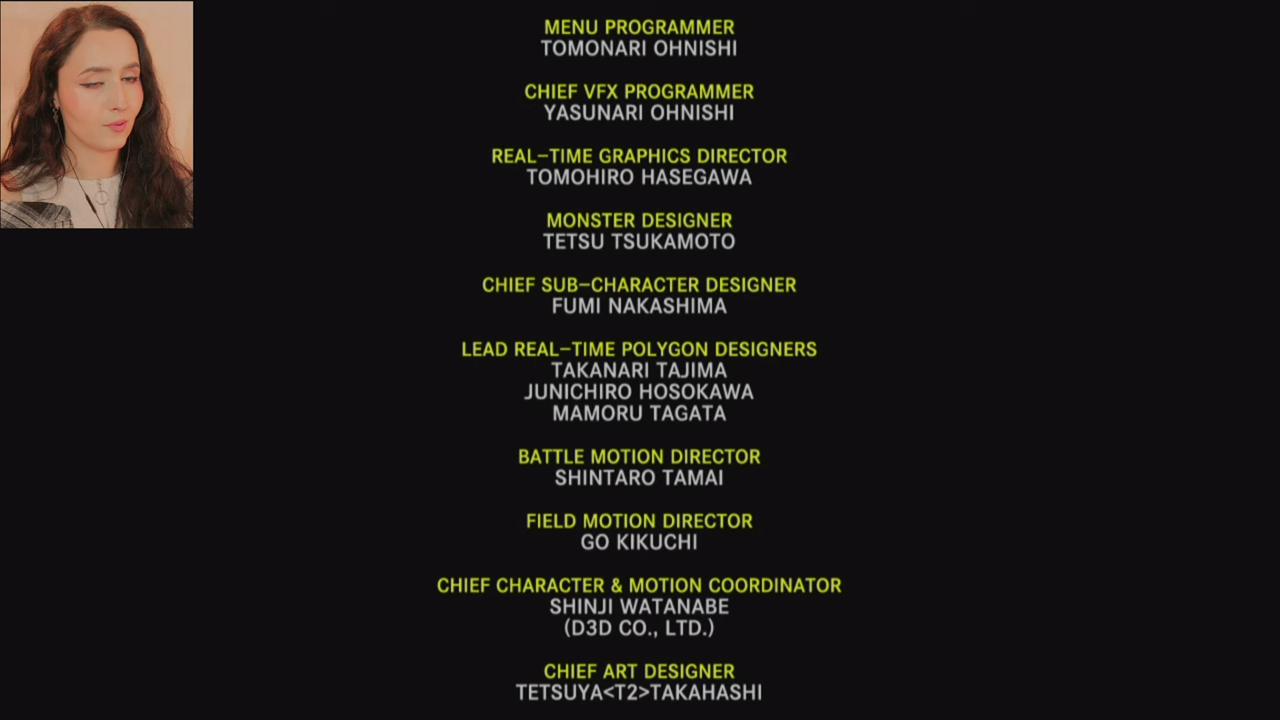 MENU PROGRAMMER
TOMONARI OHNISHI
CHIEF VFX PROGRAMMER
YASUNARI OHNISHI
REAL-TIME GRAPHICS DIRECTOR
TOMOHIRO HASEGAWA
MONSTER DESIGNER
TETSU TSUKAMOTO
CHIEF SUB-CHARACTER DESIGNER
FUMI NAKASHIMA
LEAD REAL-TIME POLYGON DESIGNERS
TAKANARI TAJIMA
JUNICHIRO HOSOKAWA
MAMORU TAGATA
BATTLE MOTION DIRECTOR
SHINTARO TAMAI
FIELD MOTION DIRECTOR
GO KIKUCHI
CHIEF CHARACTER & MOTION COORDINATOR
SHINJI WATANABE
(D3D CO., LTD.)
CHIEF ART DESIGNER
TETSUYA<T2>TAKAHASHI